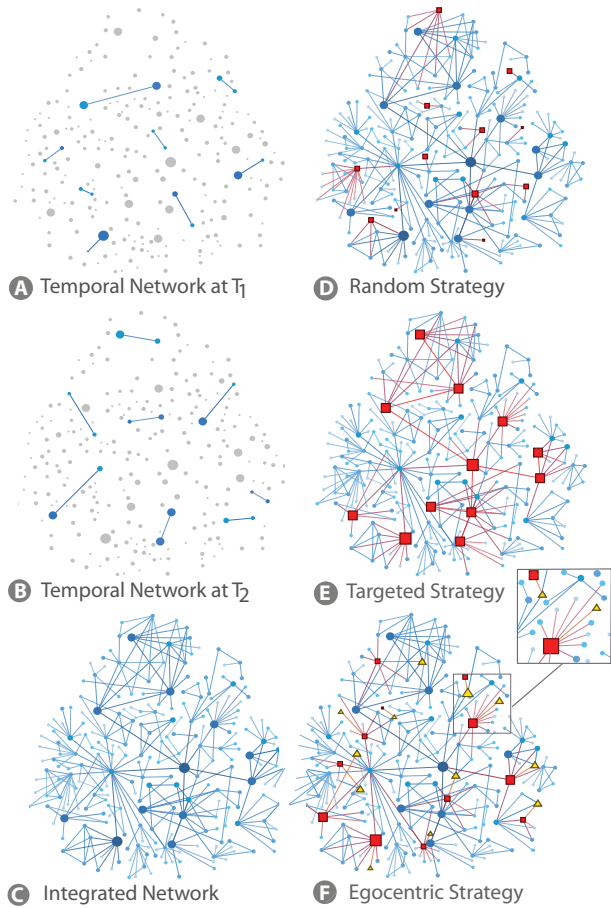 A Temporal Network at T1
D Random Strategy
B Temporal Network at T2
E Targeted Strategy
C Integrated Network
F Egocentric Strategy